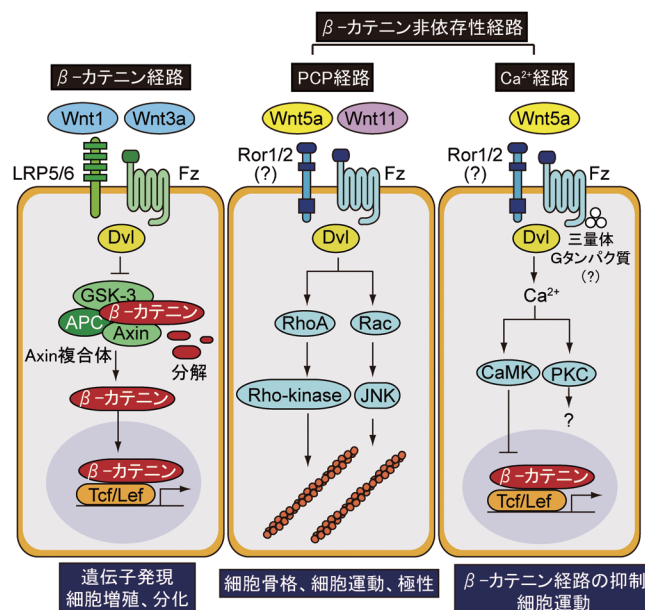 β-カテニン非依存性経路
β-カテニン経路
PCP経路
Ca²⁺経路
Wnt1
Wnt3a
Wnt5a
Wnt11
Wnt5a
LRP5/6
Fz
Ror1/2
(?)
Fz
Ror1/2
(?)
Fz
Dvl
Dvl
Dvl
三量体
Gタンパク質
(?)
GSK-3
β-カテニン
APC
Axin
Axin複合体
分解
β-カテニン
β-カテニン
Tcf/Lef
RhoA
Rac
Rho-kinase
JNK
Ca²⁺
CaMK
PKC
?
β-カテニン
Tcf/Lef
遺伝子発現
細胞増殖、分化
細胞骨格、細胞運動、極性
β-カテニン経路の抑制
細胞運動